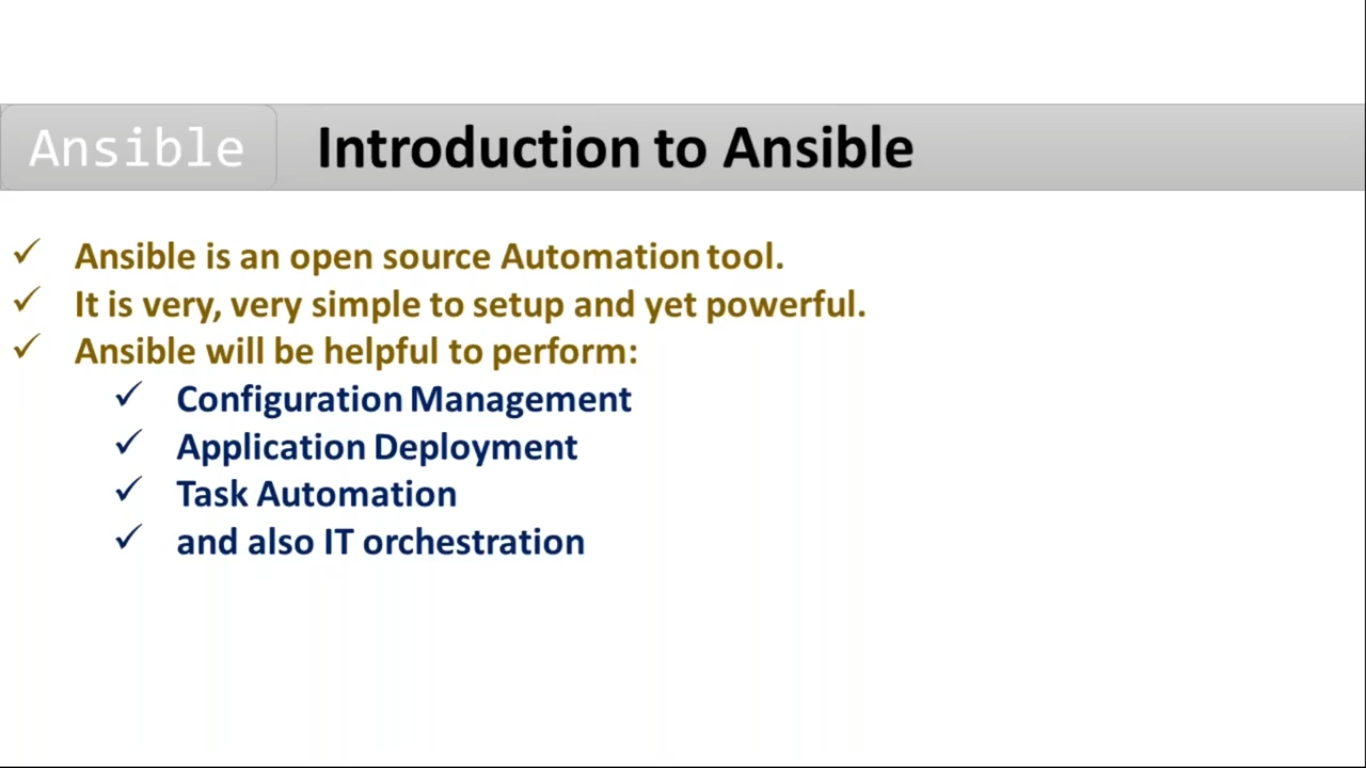 Ansible
Introduction to Ansible
✓ Ansible is an open source Automation tool.
✓ It is very, very simple to setup and yet powerful.
✓ Ansible will be helpful to perform:
✓ Configuration Management
✓ Application Deployment
✓ Task Automation
✓ and also IT orchestration